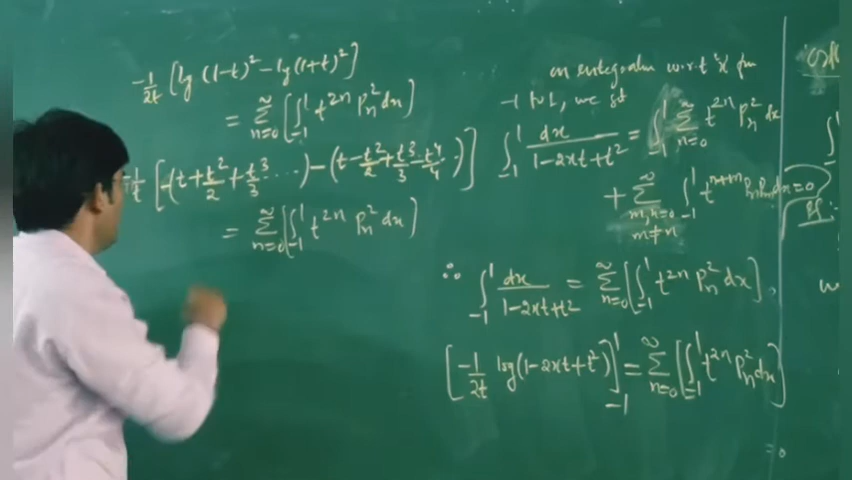 -1/2t [log (1-t)² - log (1+t)²]
= ∑_{n=0}^{∞} [∫_{-1}^{1} t^{2n} P_n² dx]
-1/t [-(t + t²/2 + t³/3 ...) - (t - t²/2 + t³/3 - t⁴/4 ..)]
= ∑_{n=0}^{∞} [∫_{-1}^{1} t^{2n} P_n² dx]
on integration w.r.t 'x' from
-1 to 1, we get
∫_{-1}^{1} dx/(1-2xt+t²) = ∫_{-1}^{1} ∑_{n=0}^{∞} t^{2n} P_n² dx
+ ∑_{m,n=0, m≠n}^{∞} ∫_{-1}^{1} t^{n+m} P_n P_m dx = 0
∴ ∫_{-1}^{1} dx/(1-2xt+t²) = ∑_{n=0}^{∞} [∫_{-1}^{1} t^{2n} P_n² dx].
[-1/2t log(1-2xt+t²)]_{-1}^{1} = ∑_{n=0}^{∞} [∫_{-1}^{1} t^{2n} P_n² dx]
= 0